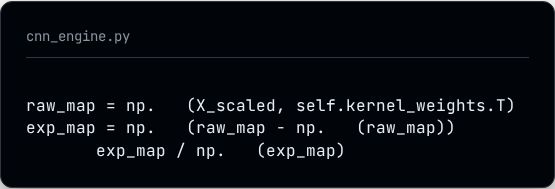 cnn_engine.py
raw_map = np. (X_scaled, self.kernel_weights.T)
exp_map = np. (raw_map - np. (raw_map))
exp_map / np. (exp_map)